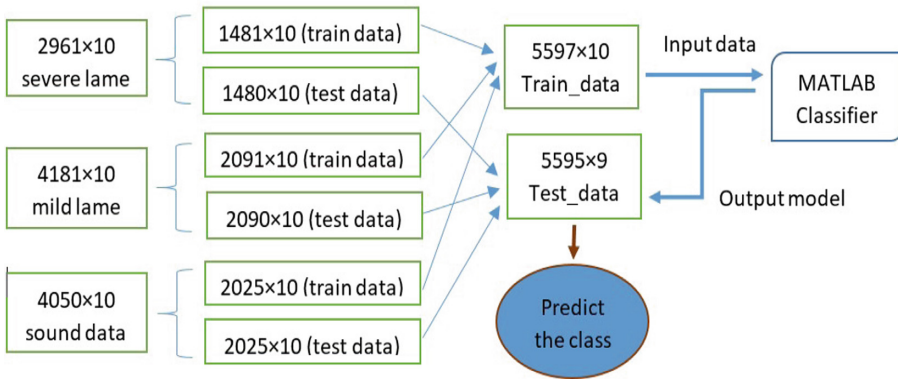 2961×10
severe lame
1481×10 (train data)
1480×10 (test data)
4181×10
mild lame
2091×10 (train data)
2090×10 (test data)
4050×10
sound data
2025×10 (train data)
2025×10 (test data)
5597×10
Train_data
5595×9
Test_data
Input data
MATLAB
Classifier
Output model
Predict
the class